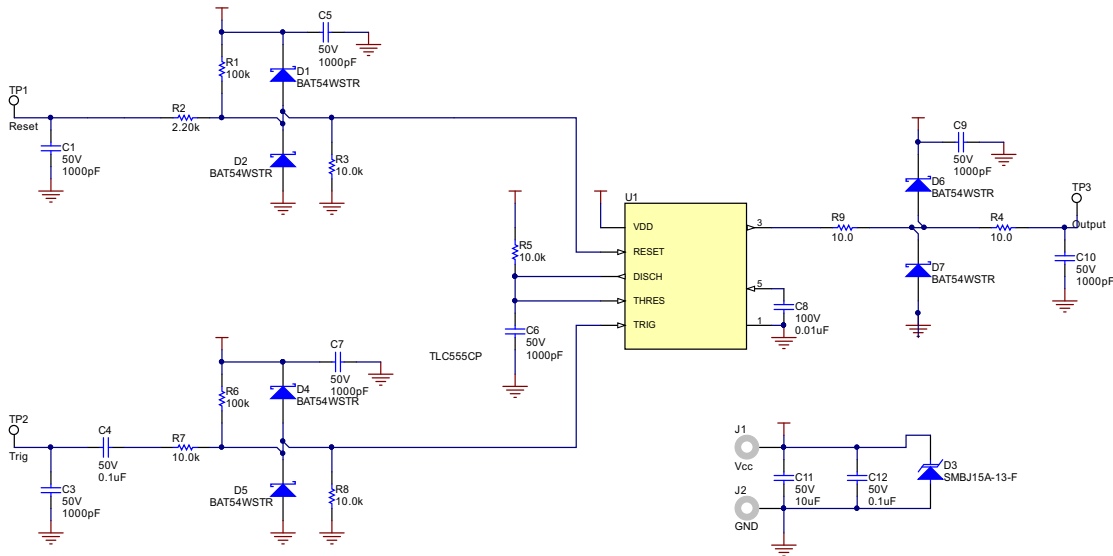 C5
50V
1000pF
R1
100k
D1
BAT54WSTR
TP1
Reset
R2
2.20k
C1
50V
1000pF
D2
BAT54WSTR
R3
10.0k
C9
50V
1000pF
D6
BAT54WSTR
TP3
Output
U1
VDD
RESET
DISCH
THRES
TRIG
3
5
1
R9
10.0
R4
10.0
R5
10.0k
D7
BAT54WSTR
C10
50V
1000pF
C8
100V
0.01uF
C6
50V
1000pF
TLC555CP
C7
50V
1000pF
R6
100k
D4
BAT54WSTR
TP2
Trig
C4
50V
0.1uF
R7
10.0k
C3
50V
1000pF
D5
BAT54WSTR
R8
10.0k
J1
Vcc
J2
GND
C11
50V
10uF
C12
50V
0.1uF
D3
SMBJ15A-13-F